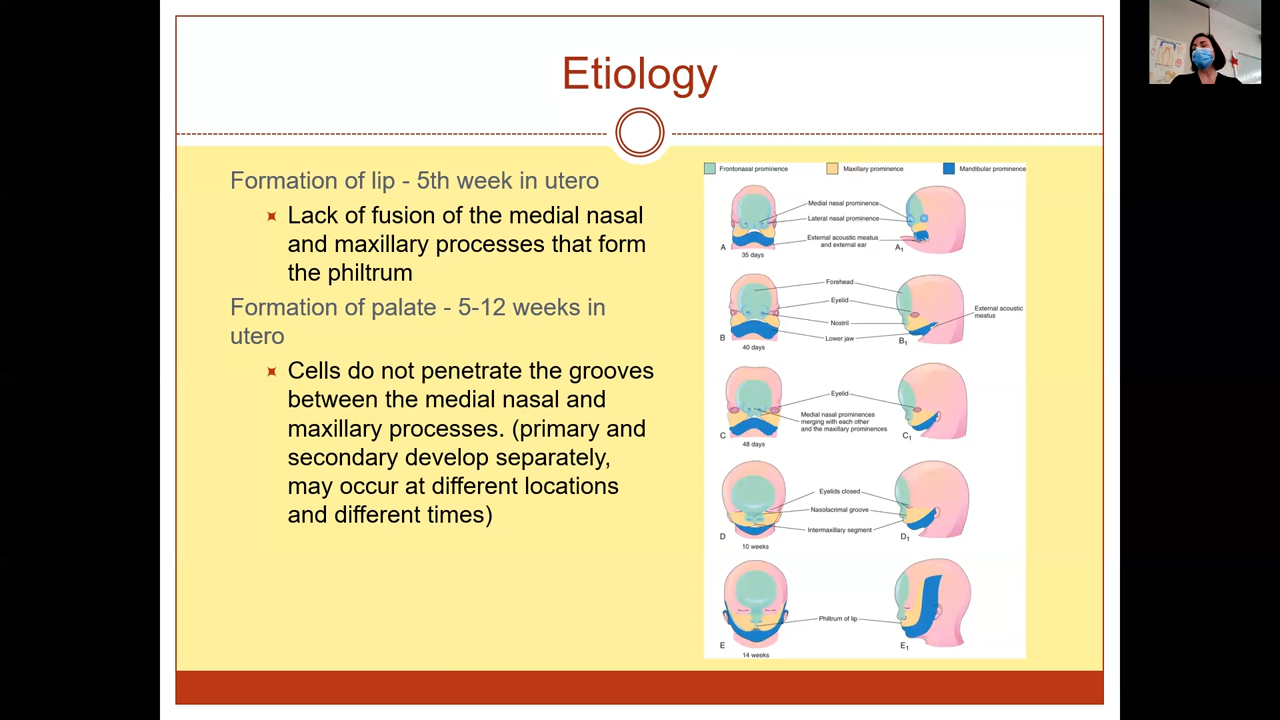 Etiology
Formation of lip - 5th week in utero
Lack of fusion of the medial nasal
and maxillary processes that form
the philtrum
Formation of palate - 5-12 weeks in
utero
Cells do not penetrate the grooves
between the medial nasal and
maxillary processes. (primary and
secondary develop separately,
may occur at different locations
and different times)
Frontonasal prominence
Maxillary prominence
Mandibular prominence
Medial nasal prominence
Lateral nasal prominence
External acoustic meatus
and external ear
A
A1
35 days
Forehead
Eyelid
External acoustic
meatus
Nostril
Lower jaw
B
B1
40 days
Eyelid
Medial nasal prominences
merging with each other
and the maxillary prominences
C
C1
48 days
Eyelids closed
Nasolacrimal groove
Intermaxillary segment
D
D1
10 weeks
Philtrum of lip
E
E1
14 weeks